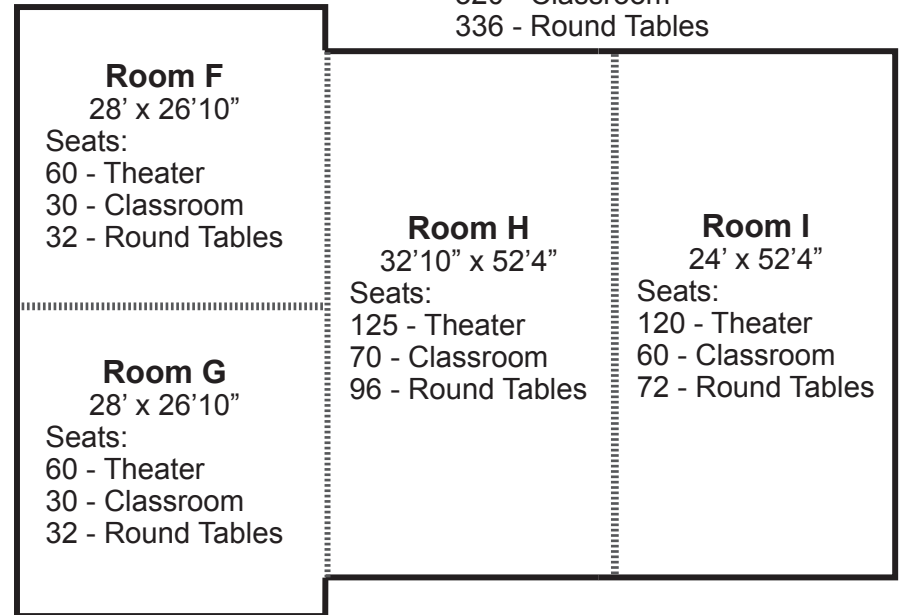 336 - Round Tables
Room F
28’ x 26’10”
Seats:
60 - Theater
30 - Classroom
32 - Round Tables
Room G
28’ x 26’10”
Seats:
60 - Theater
30 - Classroom
32 - Round Tables
Room H
32’10” x 52’4”
Seats:
125 - Theater
70 - Classroom
96 - Round Tables
Room I
24’ x 52’4”
Seats:
120 - Theater
60 - Classroom
72 - Round Tables